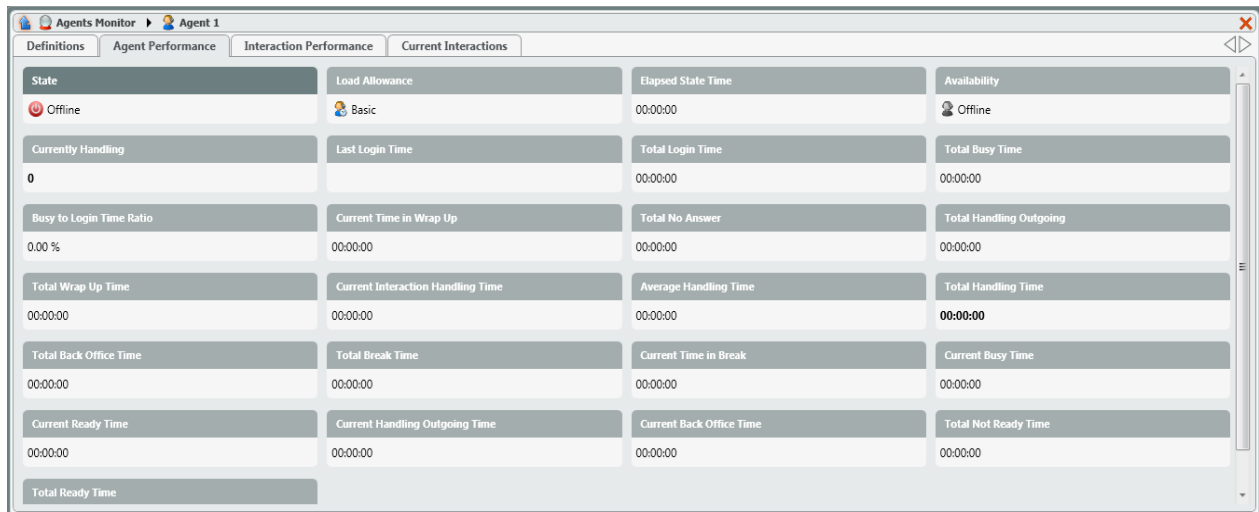 Agents Monitor Agent 1
Definitions Agent Performance Interaction Performance Current Interactions
State Load Allowance Elapsed State Time Availability
Offline Basic 00:00:00 Offline
Currently Handling Last Login Time Total Login Time Total Busy Time
0 00:00:00 00:00:00
Busy to Login Time Ratio Current Time in Wrap Up Total No Answer Total Handling Outgoing
0.00 % 00:00:00 00:00:00 00:00:00
Total Wrap Up Time Current Interaction Handling Time Average Handling Time Total Handling Time
00:00:00 00:00:00 00:00:00 00:00:00
Total Back Office Time Total Break Time Current Time in Break Current Busy Time
00:00:00 00:00:00 00:00:00 00:00:00
Current Ready Time Current Handling Outgoing Time Current Back Office Time Total Not Ready Time
00:00:00 00:00:00 00:00:00 00:00:00
Total Ready Time